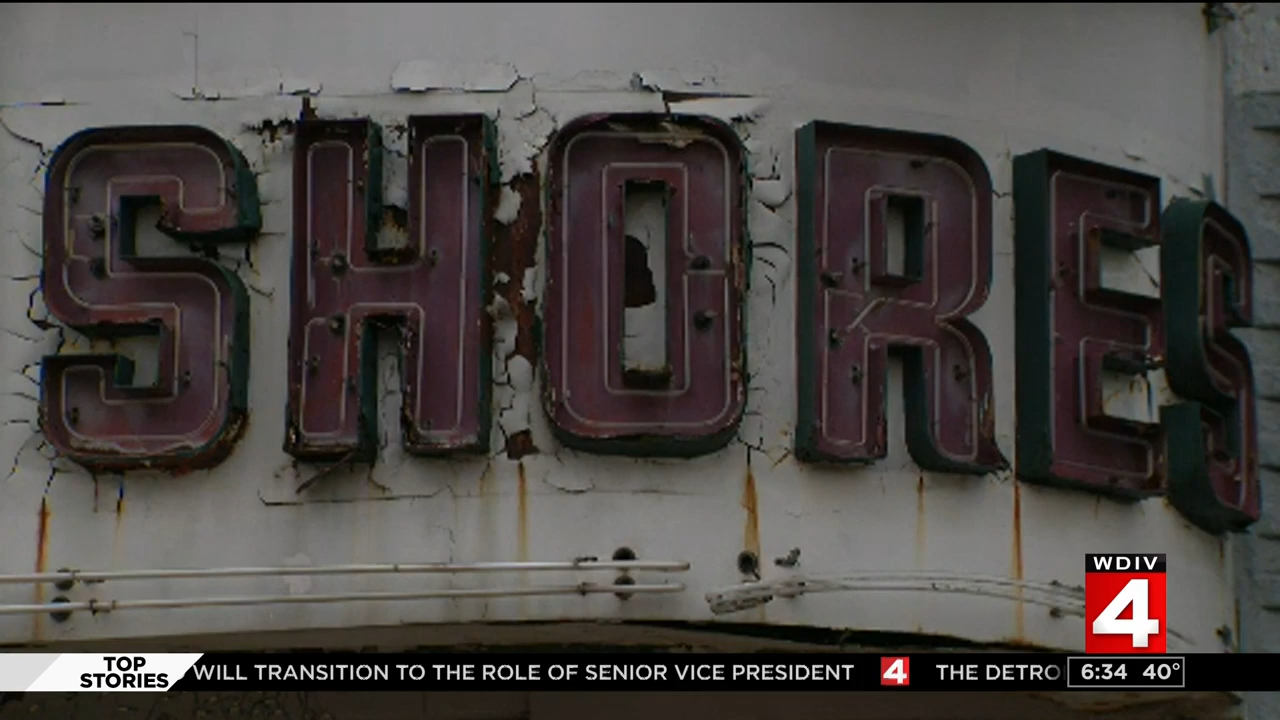 SHORES
WDIV
4
TOP
STORIES
WILL TRANSITION TO THE ROLE OF SENIOR VICE PRESIDENT 4 THE DETRO
6:34 40°